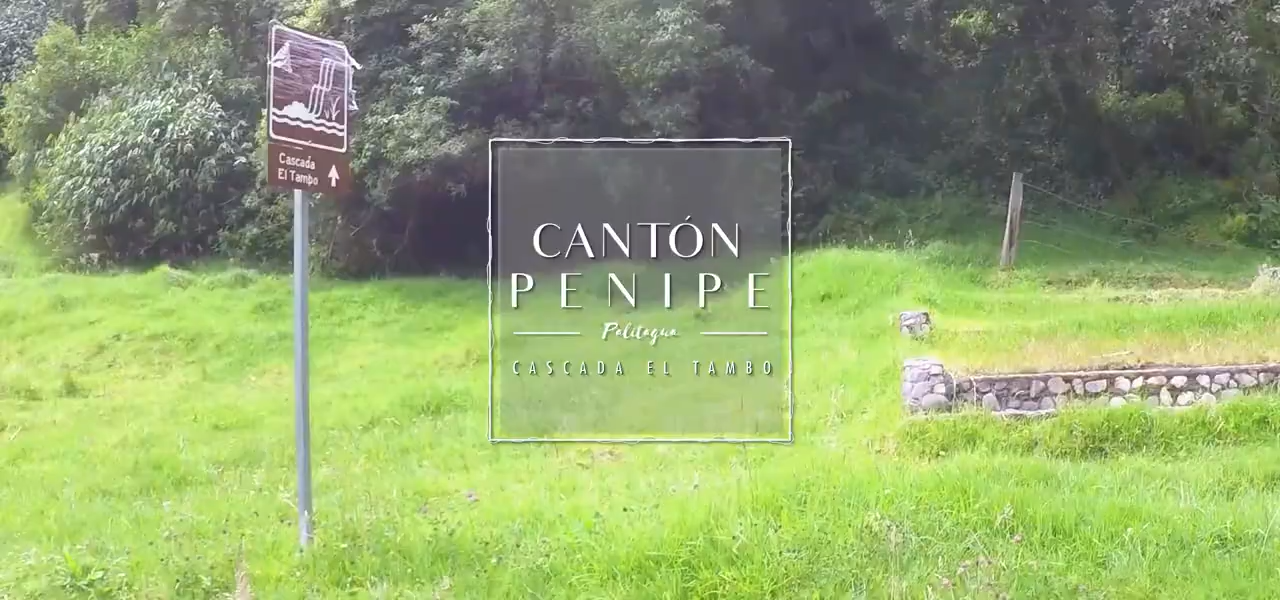 Cascada
El Tambo
CANTÓN
PENIPE
Palitagua
CASCADA EL TAMBO